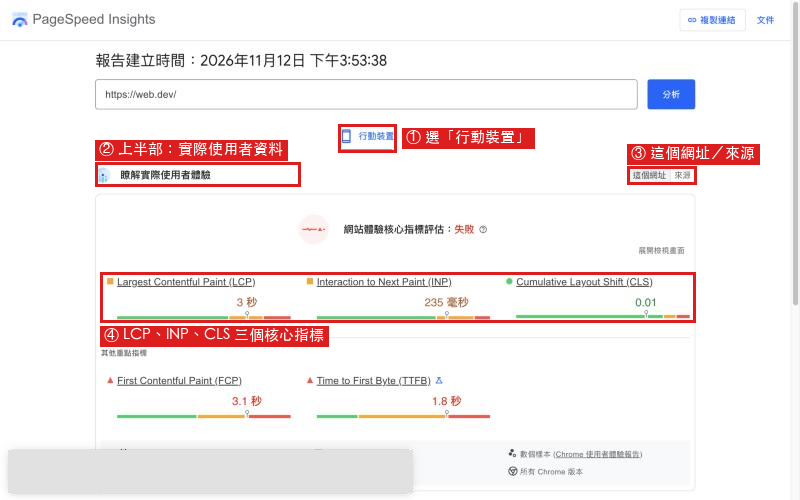 PageSpeed Insights
複製連結
文件
報告建立時間：2026年11月12日 下午3:53:38
https://web.dev/
分析
行動裝置
① 選「行動裝置」
② 上半部：實際使用者資料
③ 這個網址／來源
瞭解實際使用者體驗
這個網址
來源
網站體驗核心指標評估：失敗
展開檢視畫面
Largest Contentful Paint (LCP)
Interaction to Next Paint (INP)
Cumulative Layout Shift (CLS)
3 秒
235 毫秒
0.01
④ LCP、INP、CLS 三個核心指標
其他重點指標
First Contentful Paint (FCP)
Time to First Byte (TTFB)
3.1 秒
1.8 秒
數個樣本 (Chrome 使用者體驗報告)
所有 Chrome 版本